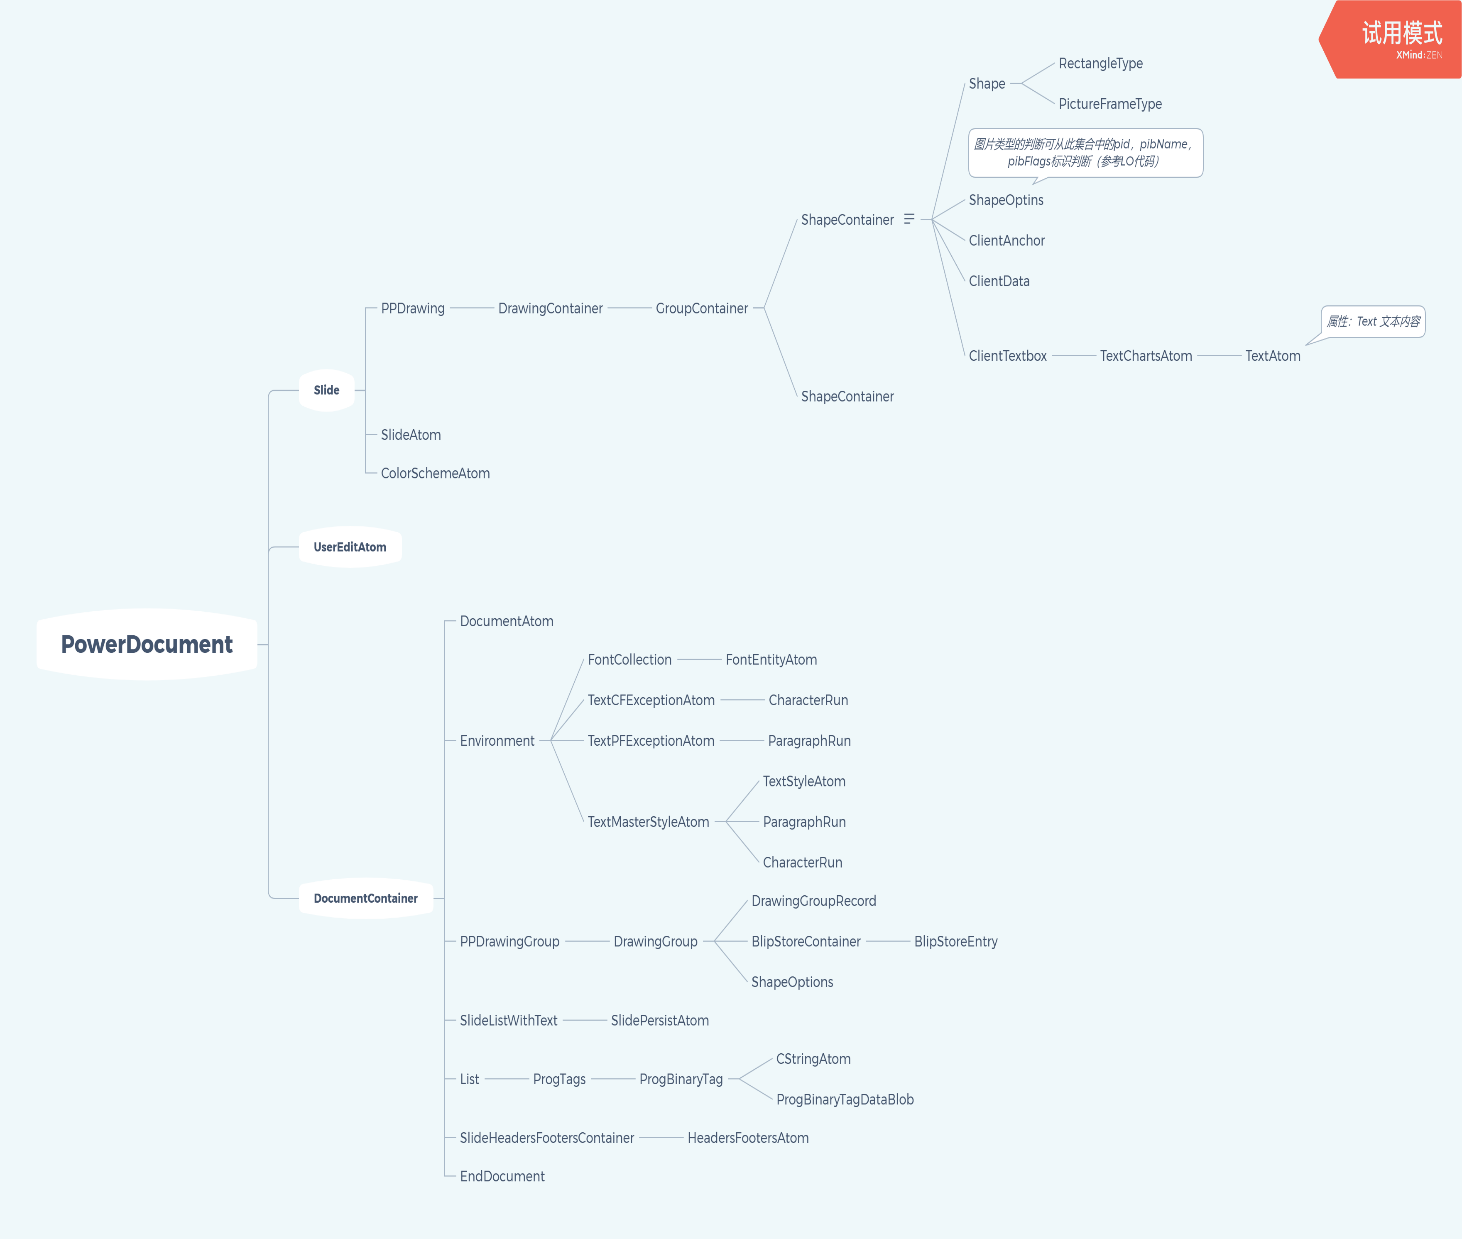 试用模式
XMind:ZEN
RectangleType
Shape
PictureFrameType
图片类型的判断可从此集合中的pid，pibName，
pibFlags标识判断（参考LO代码）
ShapeOptins
ShapeContainer
ClientAnchor
ClientData
PPDrawing
DrawingContainer
GroupContainer
属性：Text 文本内容
ClientTextbox
TextChartsAtom
TextAtom
Slide
ShapeContainer
SlideAtom
ColorSchemeAtom
UserEditAtom
PowerDocument
DocumentAtom
FontCollection
FontEntityAtom
TextCFExceptionAtom
CharacterRun
Environment
TextPFExceptionAtom
ParagraphRun
TextStyleAtom
TextMasterStyleAtom
ParagraphRun
CharacterRun
DocumentContainer
DrawingGroupRecord
PPDrawingGroup
DrawingGroup
BlipStoreContainer
BlipStoreEntry
ShapeOptions
SlideListWithText
SlidePersistAtom
CStringAtom
List
ProgTags
ProgBinaryTag
ProgBinaryTagDataBlob
SlideHeadersFootersContainer
HeadersFootersAtom
EndDocument